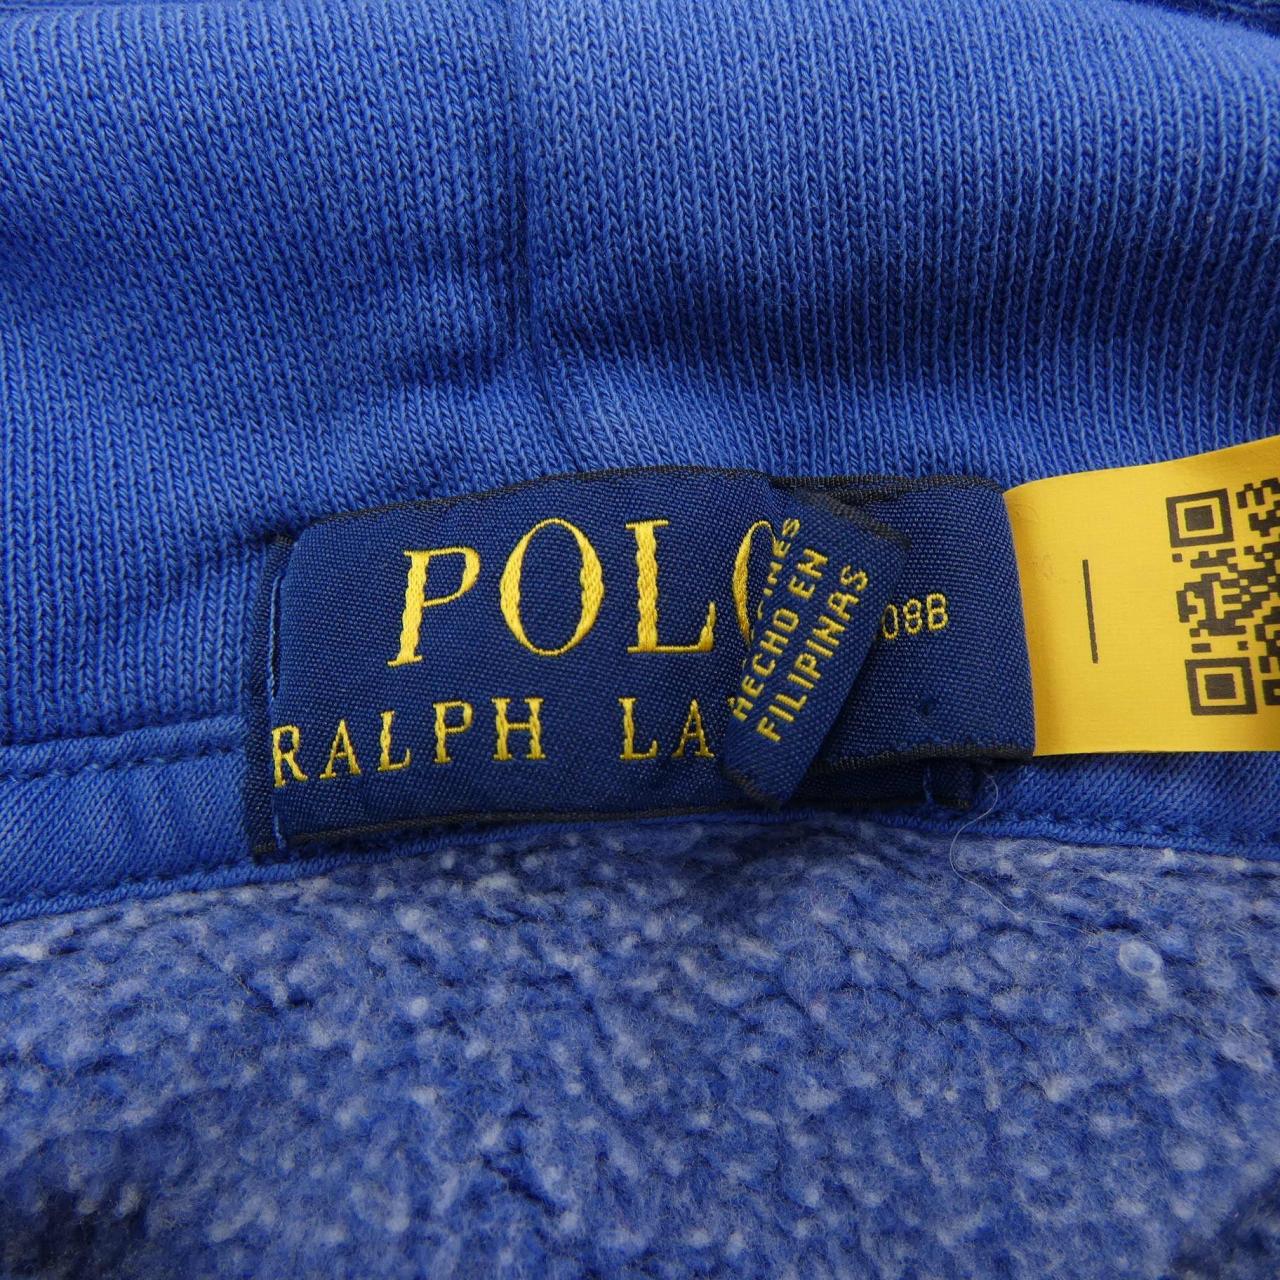 POLO
RALPH LA
HECHO EN
FILIPINAS
08B